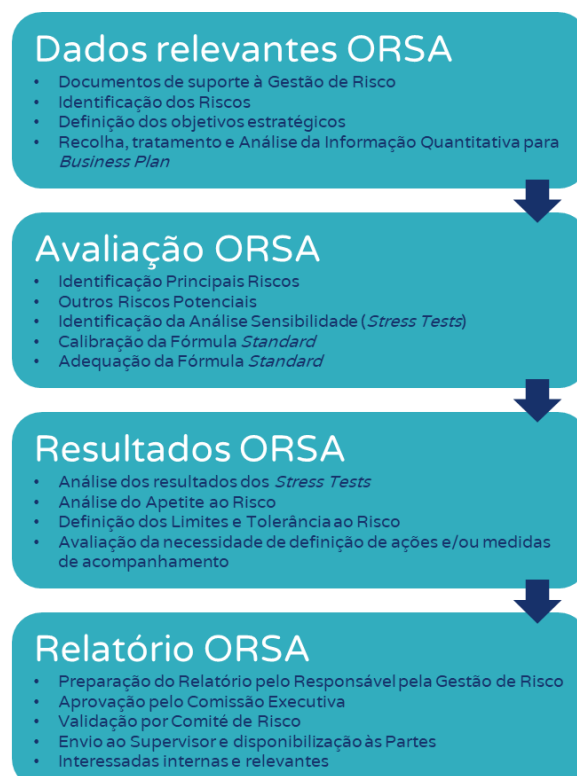 Dados relevantes ORSA
• Documentos de suporte à Gestão de Risco
• Identificação dos Riscos
• Definição dos objetivos estratégicos
• Recolha, tratamento e Análise da Informação Quantitativa para
Business Plan
Avaliação ORSA
• Identificação Principais Riscos
• Outros Riscos Potenciais
• Identificação da Análise Sensibilidade (Stress Tests)
• Calibração da Fórmula Standard
• Adequação da Fórmula Standard
Resultados ORSA
• Análise dos resultados dos Stress Tests
• Análise do Apetite ao Risco
• Definição dos Limites e Tolerância ao Risco
• Avaliação da necessidade de definição de ações e/ou medidas
de acompanhamento
Relatório ORSA
• Preparação do Relatório pelo Responsável pela Gestão de Risco
• Aprovação pelo Comissão Executiva
• Validação por Comité de Risco
• Envio ao Supervisor e disponibilização às Partes
• Interessadas internas e relevantes